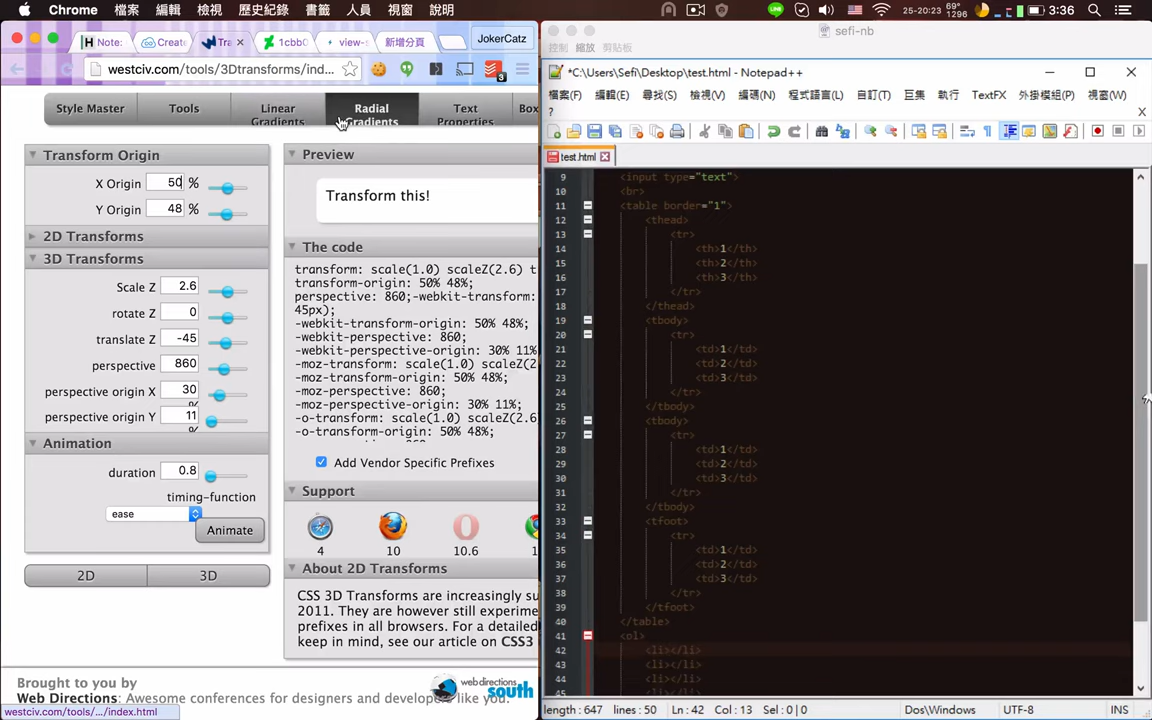 Chrome 檔案 編輯 檢視 歷史紀錄 書籤 人員 視窗 說明
25-20:23 69° 1296 3:36
Note: Create Tra 1cbb0 view-s 新增分頁 JokerCatz
westciv.com/tools/3Dtransforms/ind...
3
Style Master Tools Linear Gradients Radial Gradients Text Properties Box
Transform Origin
X Origin 50 %
Y Origin 48 %
2D Transforms
3D Transforms
Scale Z 2.6
rotate Z 0
translate Z -45
perspective 860
perspective origin X 30 %
perspective origin Y 11 %
Animation
duration 0.8
timing-function
ease
Animate
2D 3D
Preview
Transform this!
The code
transform: scale(1.0) scaleZ(2.6) t
transform-origin: 50% 48%;
perspective: 860;-webkit-transform:
45px);
-webkit-transform-origin: 50% 48%;
-webkit-perspective: 860;
-webkit-perspective-origin: 30% 11%
-moz-transform: scale(1.0) scaleZ(2
-moz-transform-origin: 50% 48%;
-moz-perspective: 860;
-moz-perspective-origin: 30% 11%;
-o-transform: scale(1.0) scaleZ(2.6
-o-transform-origin: 50% 48%;
Add Vendor Specific Prefixes
Support
4 10 10.6 1
About 2D Transforms
CSS 3D Transforms are increasingly su
2011. They are however still experime
prefixes in all browsers. For a detailed
keep in mind, see our article on CSS3
Brought to you by
Web Directions: Awesome conferences for designers and developers like you.
web directions
south
westciv.com/tools/.../index.html
sefi-nb
控制 縮放 剪貼板
*C:\Users\Sefi\Desktop\test.html - Notepad++
檔案(F) 編輯(E) 尋找(S) 檢視(V) 編碼(N) 程式語言(L) 自訂(T) 巨集 執行 TextFX 外掛模組(P) 視窗(W) X
?
test.html
9 <input type="text">
10 <br>
11 <table border="1">
12 <thead>
13 <tr>
14 <th>1</th>
15 <th>2</th>
16 <th>3</th>
17 </tr>
18 </thead>
19 <tbody>
20 <tr>
21 <td>1</td>
22 <td>2</td>
23 <td>3</td>
24 </tr>
25 </tbody>
26 <tbody>
27 <tr>
28 <td>1</td>
29 <td>2</td>
30 <td>3</td>
31 </tr>
32 </tbody>
33 <tfoot>
34 <tr>
35 <td>1</td>
36 <td>2</td>
37 <td>3</td>
38 </tr>
39 </tfoot>
40 </table>
41 <ol>
42 <li></li>
43 <li></li>
44 <li></li>
45 <li></li>
length : 647 lines : 50 Ln : 42 Col : 13 Sel : 0 | 0 Dos\Windows UTF-8 INS